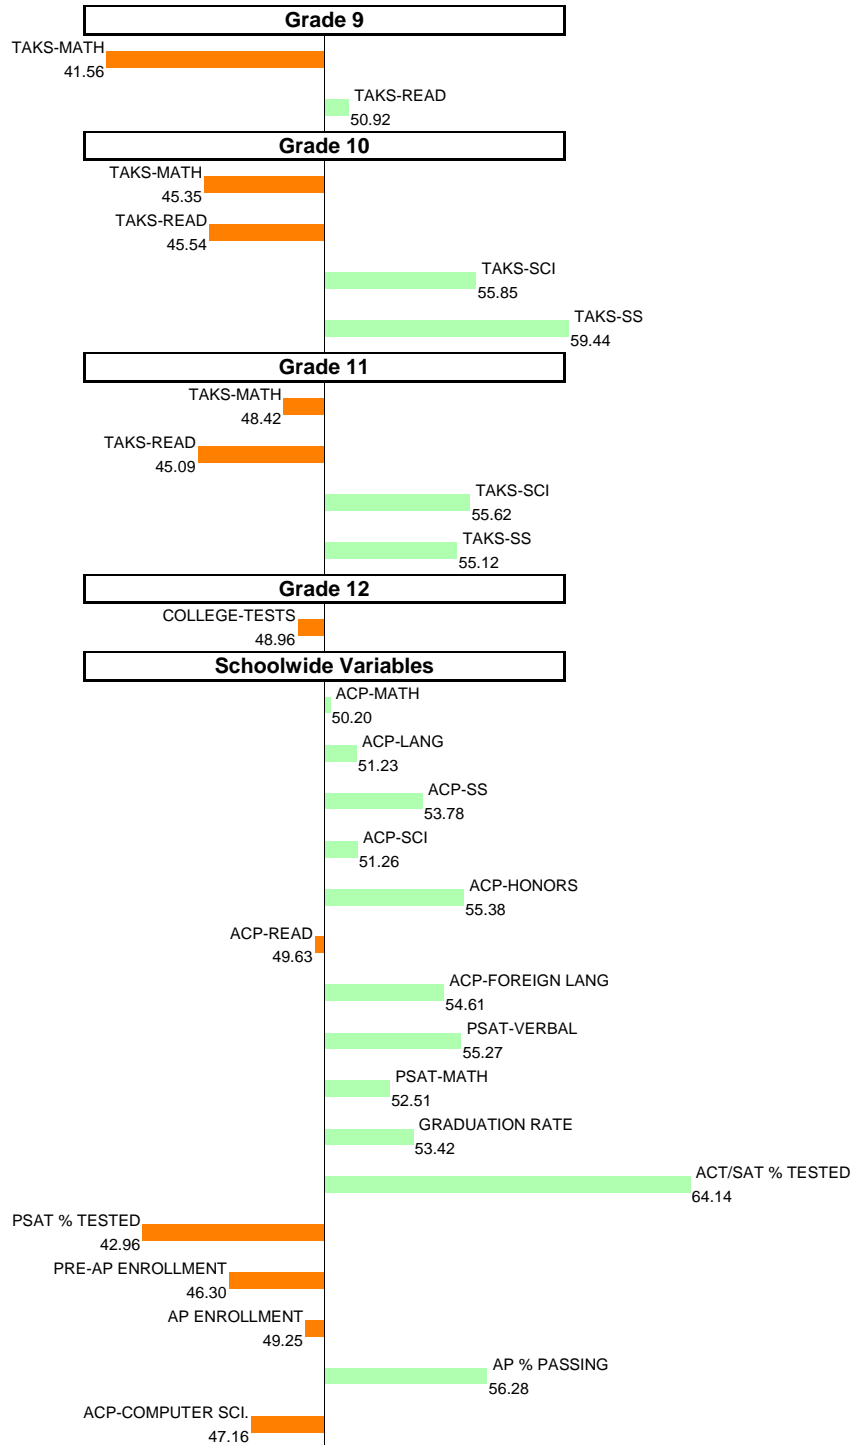 Grade 9
TAKS-MATH
41.56
TAKS-READ
50.92
Grade 10
TAKS-MATH
45.35
TAKS-READ
45.54
TAKS-SCI
55.85
TAKS-SS
59.44
Grade 11
TAKS-MATH
48.42
TAKS-READ
45.09
TAKS-SCI
55.62
TAKS-SS
55.12
Grade 12
COLLEGE-TESTS
48.96
Schoolwide Variables
ACP-MATH
50.20
ACP-LANG
51.23
ACP-SS
53.78
ACP-SCI
51.26
ACP-HONORS
55.38
ACP-READ
49.63
ACP-FOREIGN LANG
54.61
PSAT-VERBAL
55.27
PSAT-MATH
52.51
GRADUATION RATE
53.42
ACT/SAT % TESTED
64.14
PSAT % TESTED
42.96
PRE-AP ENROLLMENT
46.30
AP ENROLLMENT
49.25
AP % PASSING
56.28
ACP-COMPUTER SCI.
47.16